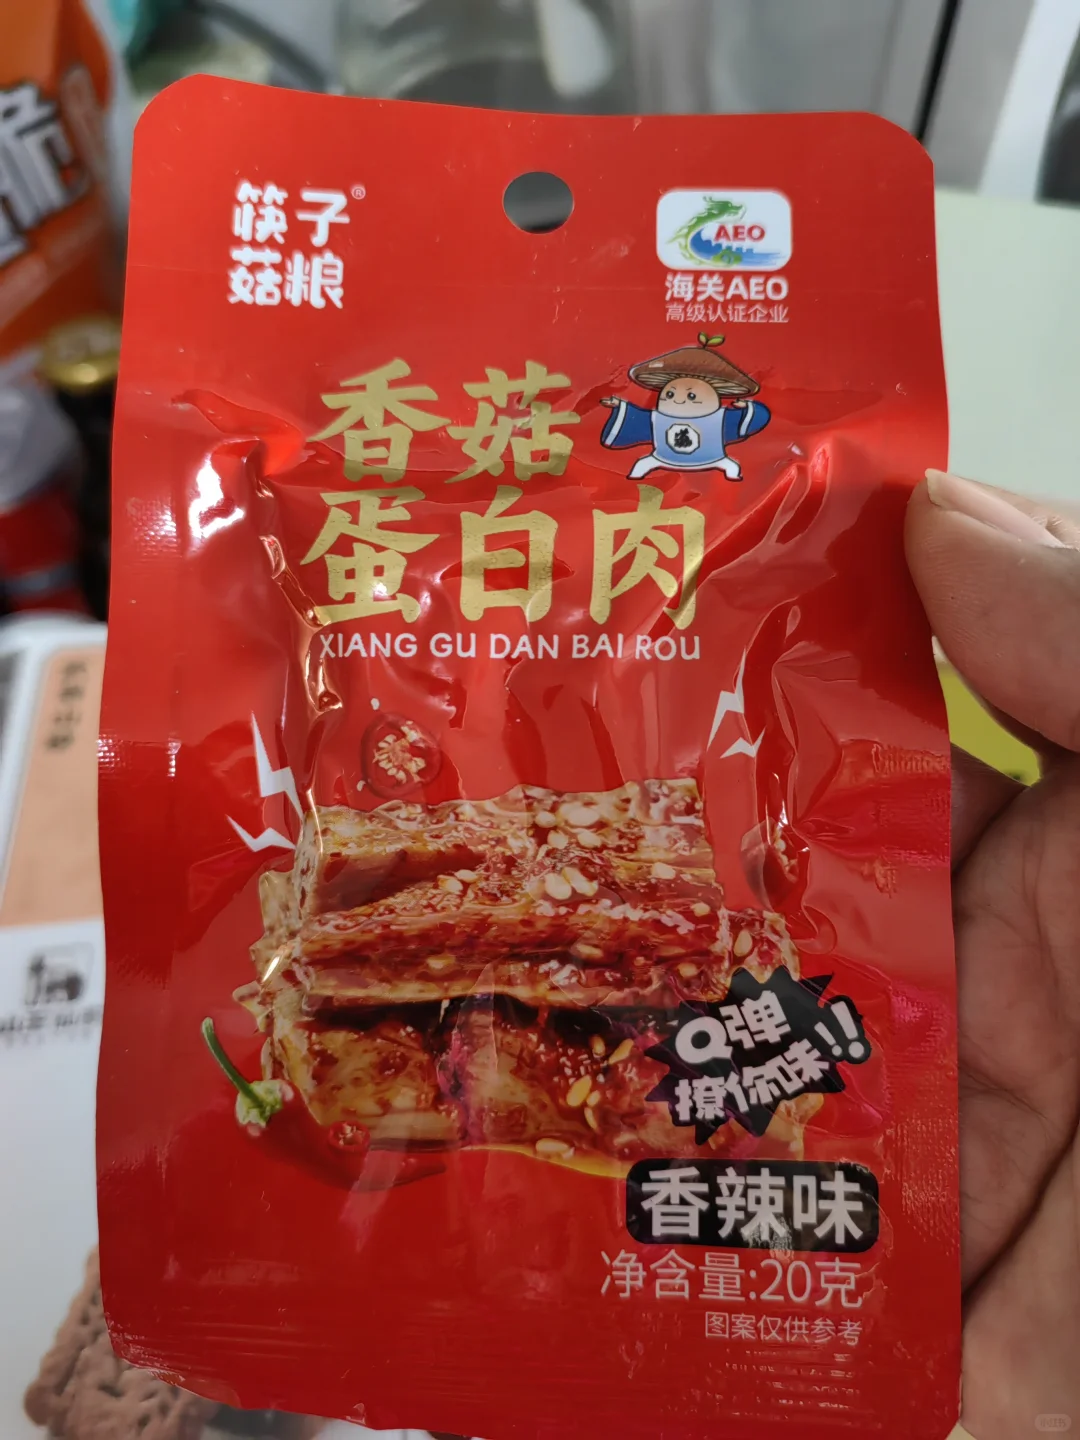 筷子®
菇粮
AEO
海关AEO
高级认证企业
香菇
菇
蛋白肉
XIANG GU DAN BAI ROU
Q弹
撩你味!!
香辣味
净含量:20克
图案仅供参考
脆